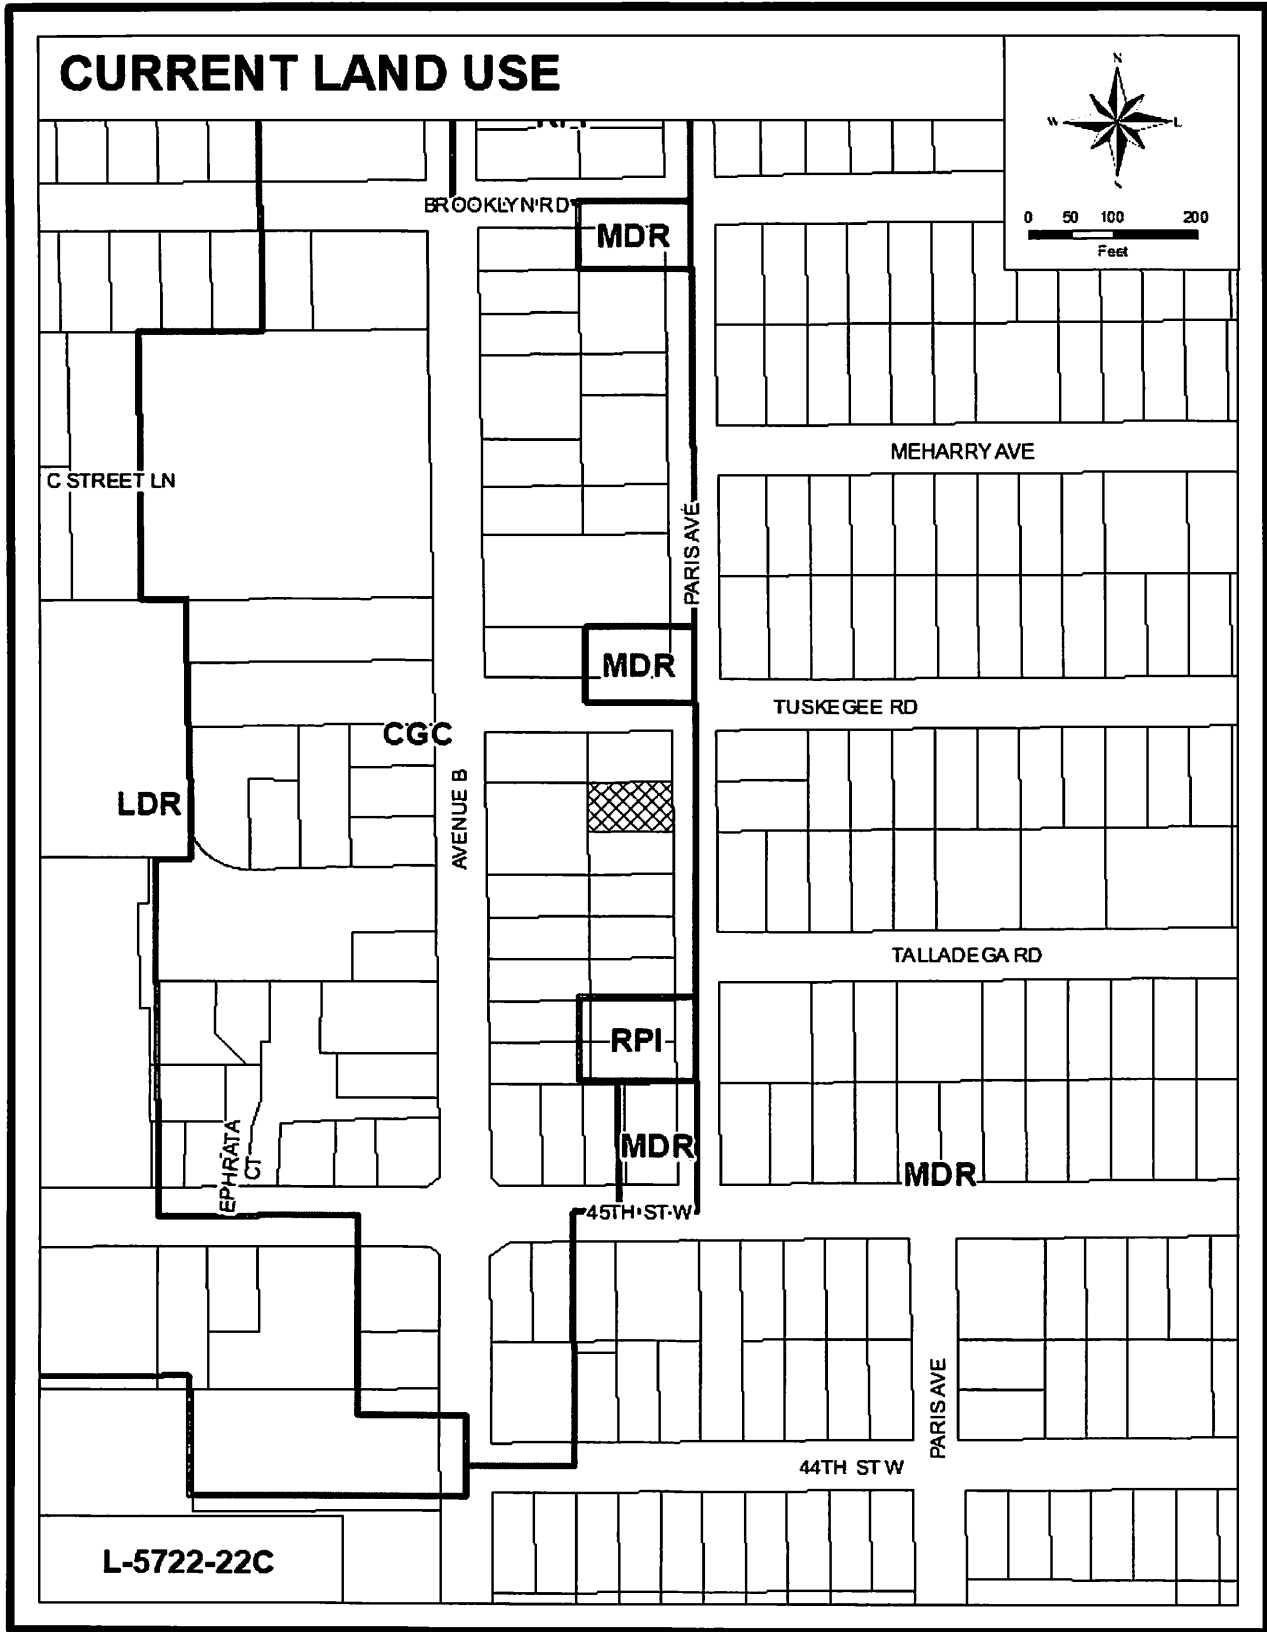 CURRENT LAND USE
N
W
0 50 100 200
Feet
BROOKLYN RD
MDR
MEHARRY AVE
C STREET LN
PARIS AVE
MDR
TUSKEGEE RD
CGC
LDR
AVENUE B
TALLADEGA RD
RPI
EPHRATA
CT
MDR
MDR
45TH ST W
PARIS AVE
44TH ST W
L-5722-22C